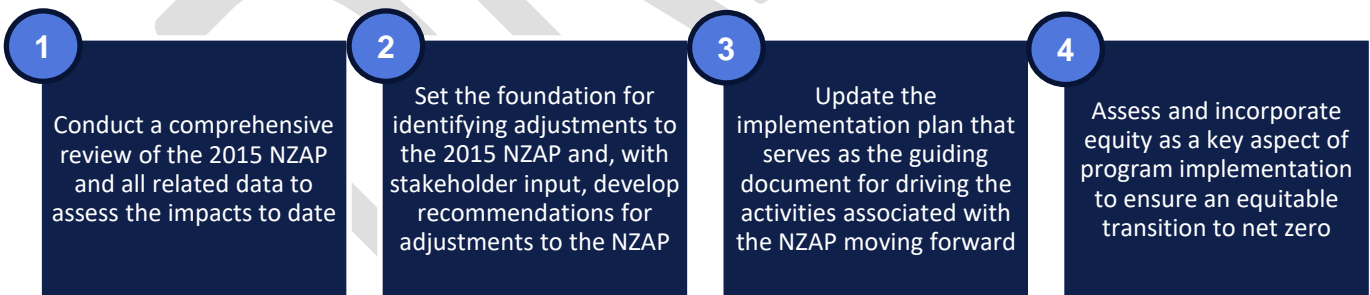 1
Conduct a comprehensive
review of the 2015 NZAP
and all related data to
assess the impacts to date
2
Set the foundation for
identifying adjustments to
the 2015 NZAP and, with
stakeholder input, develop
recommendations for
adjustments to the NZAP
3
Update the
implementation plan that
serves as the guiding
document for driving the
activities associated with
the NZAP moving forward
4
Assess and incorporate
equity as a key aspect of
program implementation
to ensure an equitable
transition to net zero